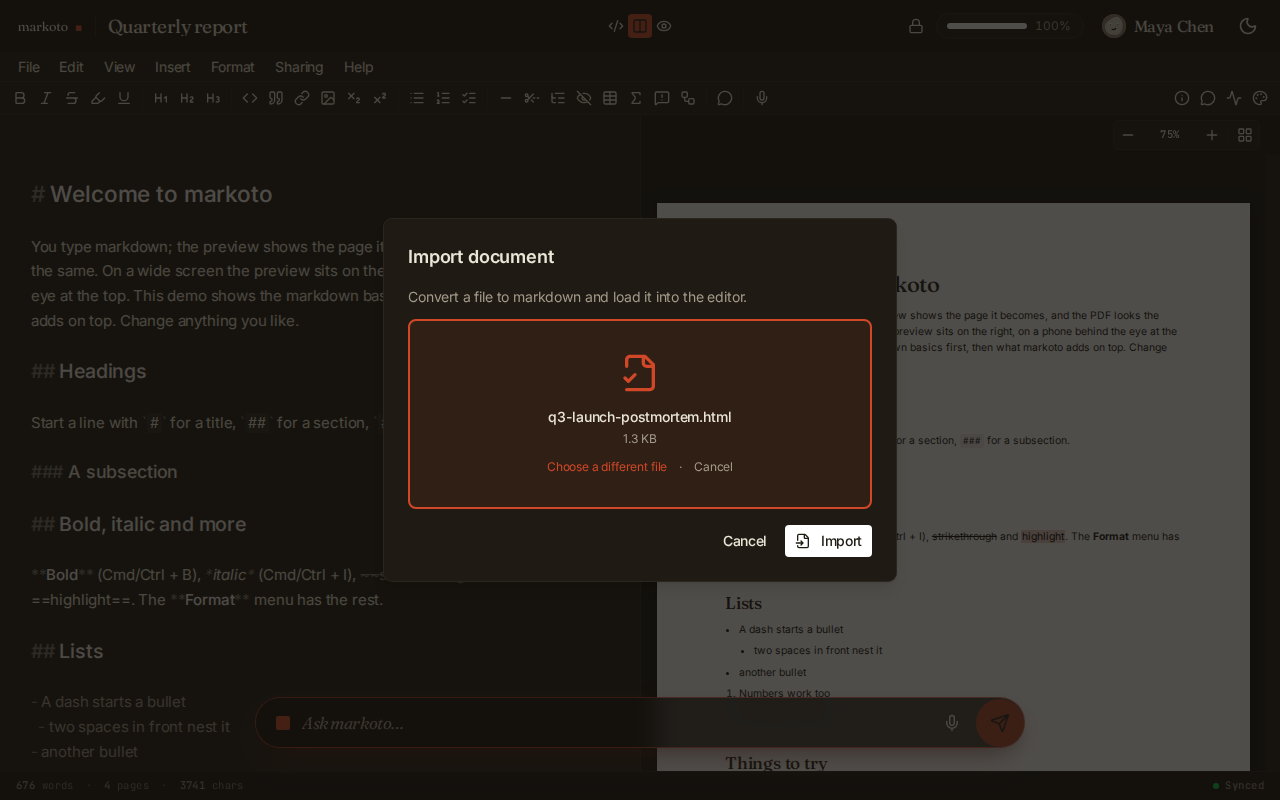 markoto
Quarterly report
100%
Maya Chen
File Edit View Insert Format Sharing Help
H1 H2 H3
75%
# Welcome to markoto
You type markdown; the preview shows the page if
the same. On a wide screen the preview sits on the
eye at the top. This demo shows the markdown bas
adds on top. Change anything you like.
## Headings
Start a line with `#` for a title, `##` for a section, `
### A subsection
## Bold, italic and more
**Bold** (Cmd/Ctrl + B), *italic* (Cmd/Ctrl + I),
==highlight==. The **Format** menu has the rest.
## Lists
- A dash starts a bullet
- two spaces in front nest it
- another bullet
Import document
Convert a file to markdown and load it into the editor.
q3-launch-postmortem.html
1.3 KB
Choose a different file · Cancel
Cancel
Import
koto
w shows the page it becomes, and the PDF looks the
preview sits on the right, on a phone behind the eye at the
wn basics first, then what markoto adds on top. Change
or a section, ### for a subsection.
trl + I), strikethrough and highlight. The Format menu has
Lists
• A dash starts a bullet
• two spaces in front nest it
• another bullet
1. Numbers work too
Things to try
Ask markoto...
676 words · 4 pages · 3741 chars
Synced